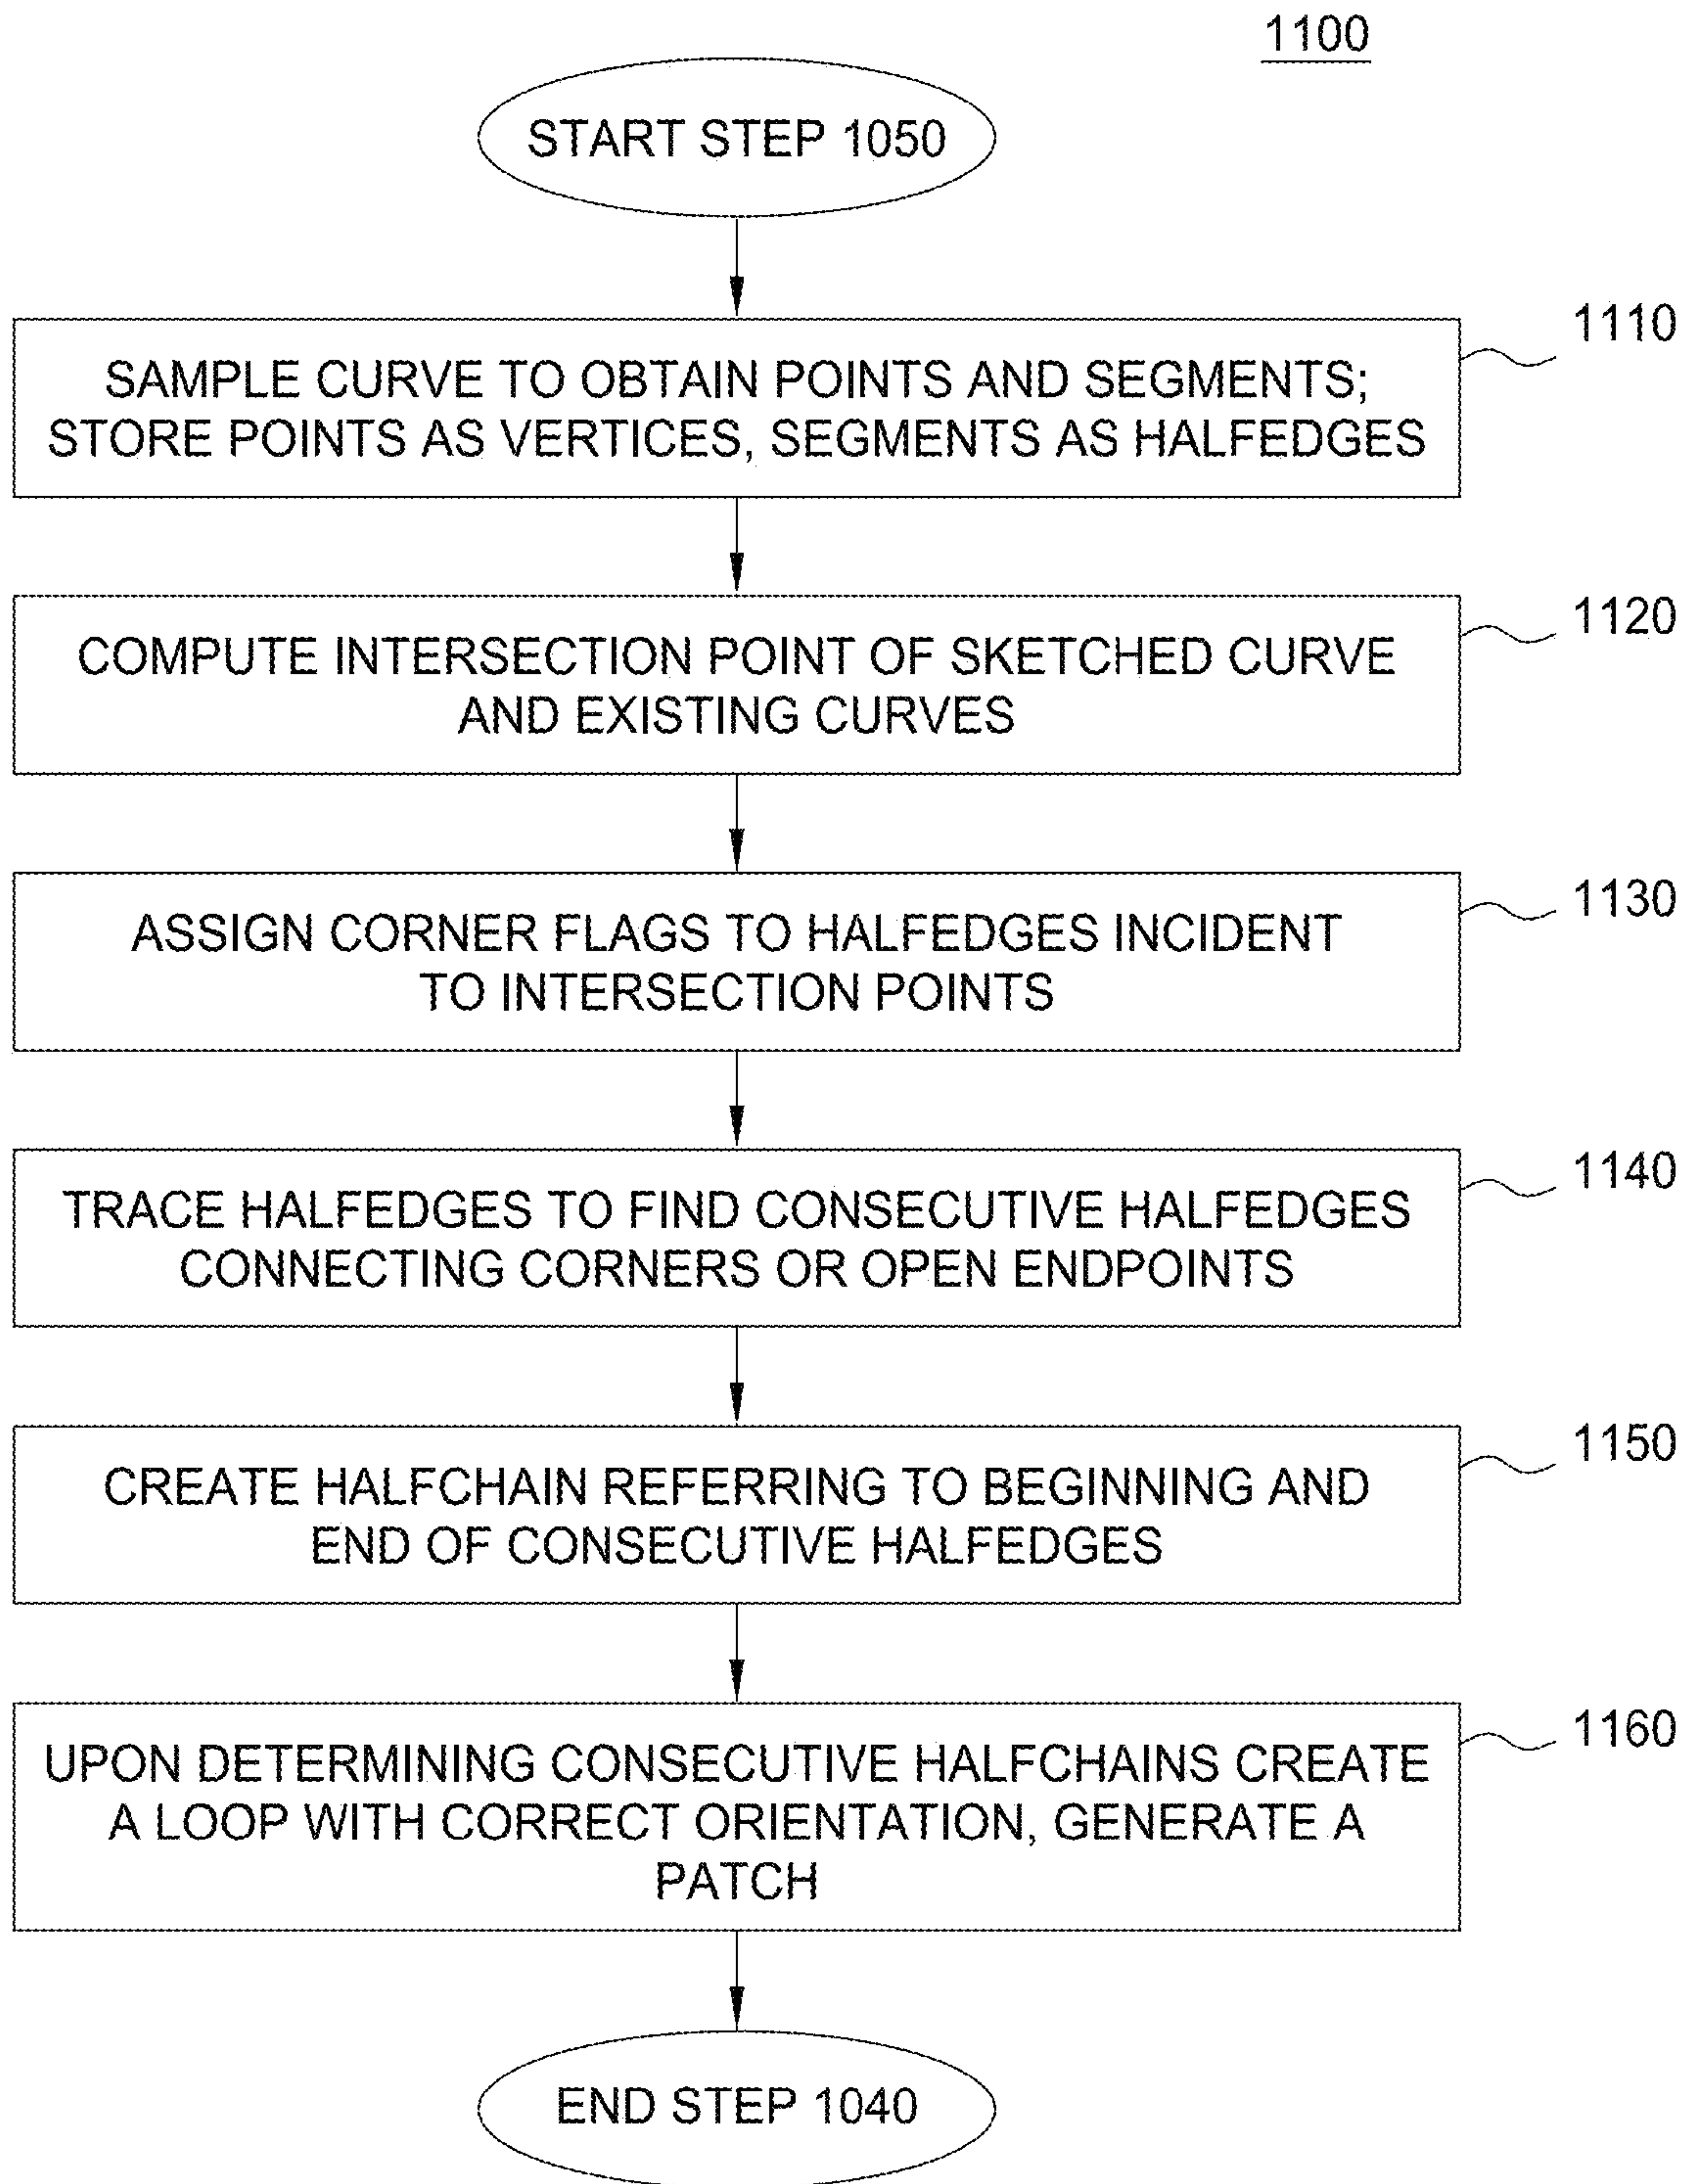 1100
START STEP 1050
1110
SAMPLE CURVE TO OBTAIN POINTS AND SEGMENTS;
STORE POINTS AS VERTICES, SEGMENTS AS HALFEDGES
1120
COMPUTE INTERSECTION POINT OF SKETCHED CURVE
AND EXISTING CURVES
1130
ASSIGN CORNER FLAGS TO HALFEDGES INCIDENT
TO INTERSECTION POINTS
1140
TRACE HALFEDGES TO FIND CONSECUTIVE HALFEDGES
CONNECTING CORNERS OR OPEN ENDPOINTS
1150
CREATE HALFCHAIN REFERRING TO BEGINNING AND
END OF CONSECUTIVE HALFEDGES
1160
UPON DETERMINING CONSECUTIVE HALFCHAINS CREATE
A LOOP WITH CORRECT ORIENTATION, GENERATE A
PATCH
END STEP 1040